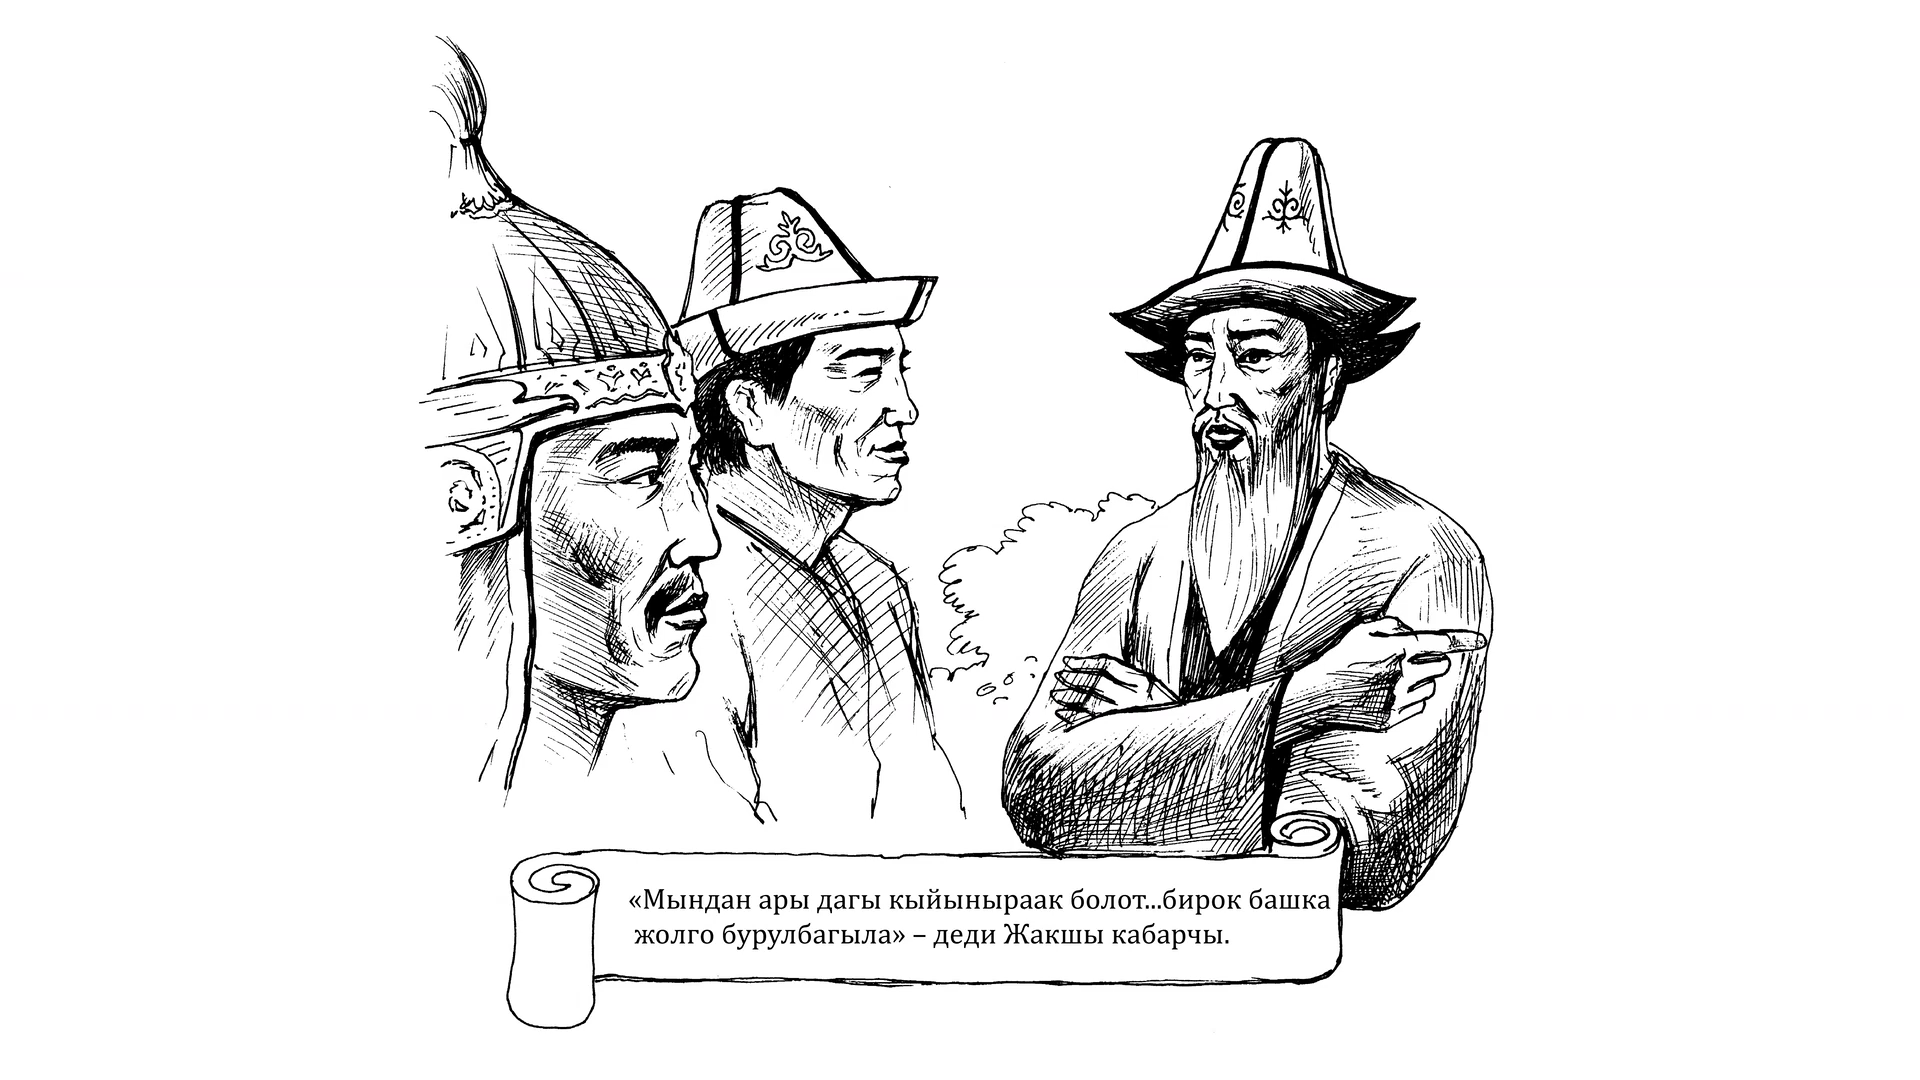 «Мындан ары дагы кыйыныраак болот...бирок башка
жолго бурулбагыла» – деди Жакшы кабарчы.